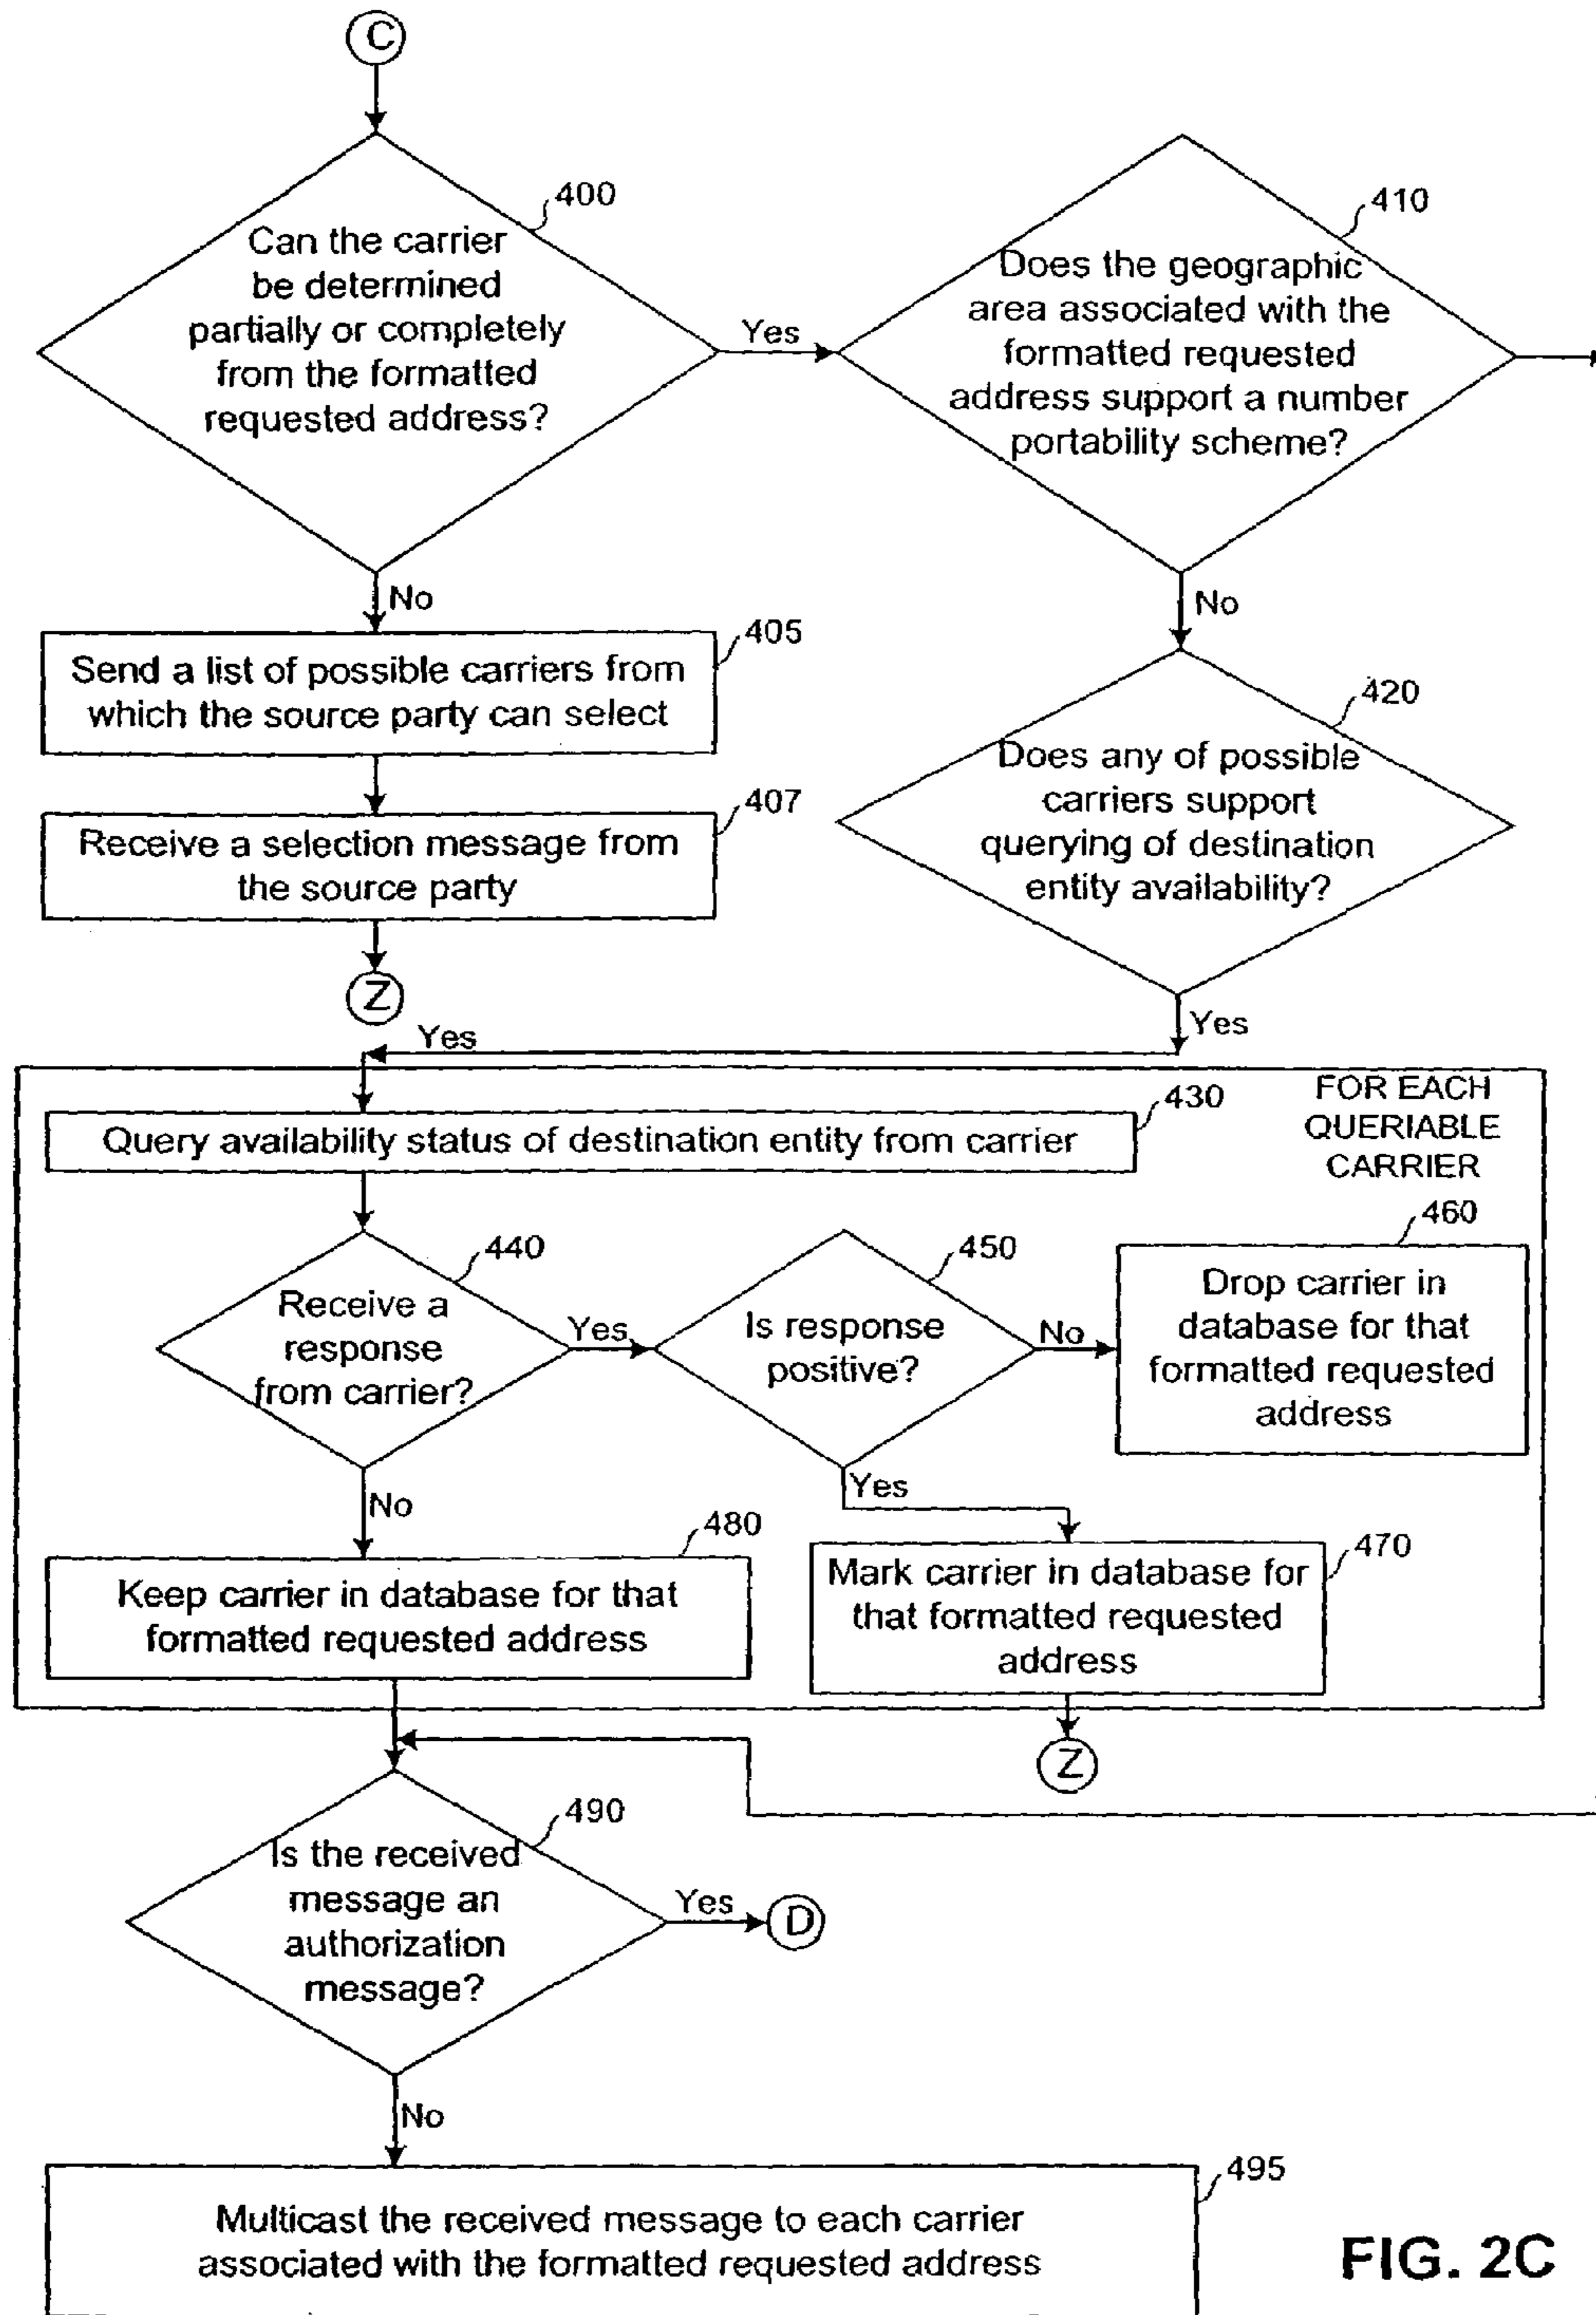 C
400
Can the carrier
be determined
partially or completely
from the formatted
requested address?
Yes
410
Does the geographic
area associated with the
formatted requested
address support a number
portability scheme?
No
No
405
Send a list of possible carriers from
which the source party can select
407
Receive a selection message from
the source party
Z
420
Does any of possible
carriers support
querying of destination
entity availability?
Yes
Yes
FOR EACH
QUERIABLE
CARRIER
430
Query availability status of destination entity from carrier
440
Receive a
response
from carrier?
Yes
450
Is response
positive?
No
460
Drop carrier in
database for that
formatted requested
address
No
Yes
480
Keep carrier in database for that
formatted requested address
470
Mark carrier in database for
that formatted requested
address
Z
490
Is the received
message an
authorization
message?
Yes
D
No
495
Multicast the received message to each carrier
associated with the formatted requested address
FIG. 2C